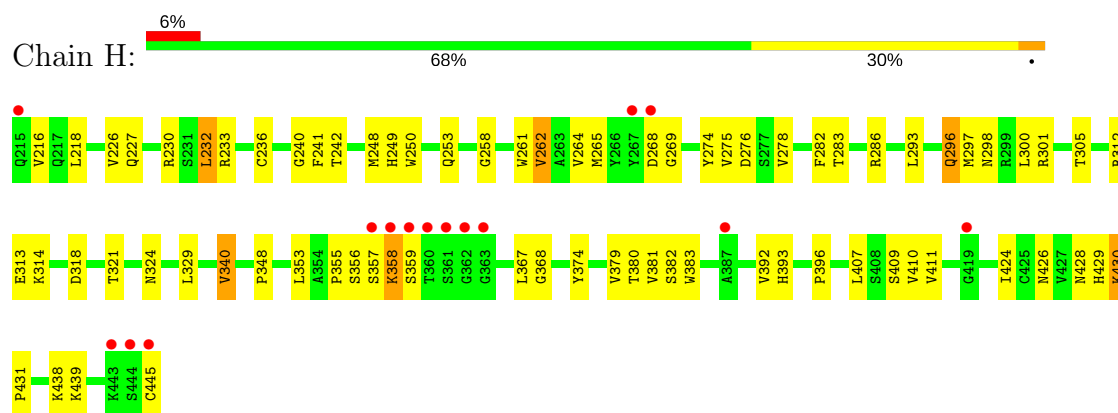 6%
Chain H:
68% 30% •
Q215 V216 Q217 L218 V226 Q227 R230 S231 L232 R233 C236 G240 F241 T242 M248 H249 W250 Q253 G258 W261 V262 A263 V264 M265 Y266 Y267 D268 G269 Y274 V275 D276 S277 V278 F282 T283 R286 L293 Q296 M297 N298 R299 L300 R301 T305
E313 K314 D318 T321 N324 L329 V340 P348 L353 A354 P355 S356 S357 K358 S359 T360 S361 G362 G363 L367 G368 Y374 V379 T380 V381 S382 W383 A387 V392 H393 P396 L407 S408 S409 V410 V411 G419 I424 C425 N426 V427 N428 H429 K430
P431 K438 K439 K443 S444 C445